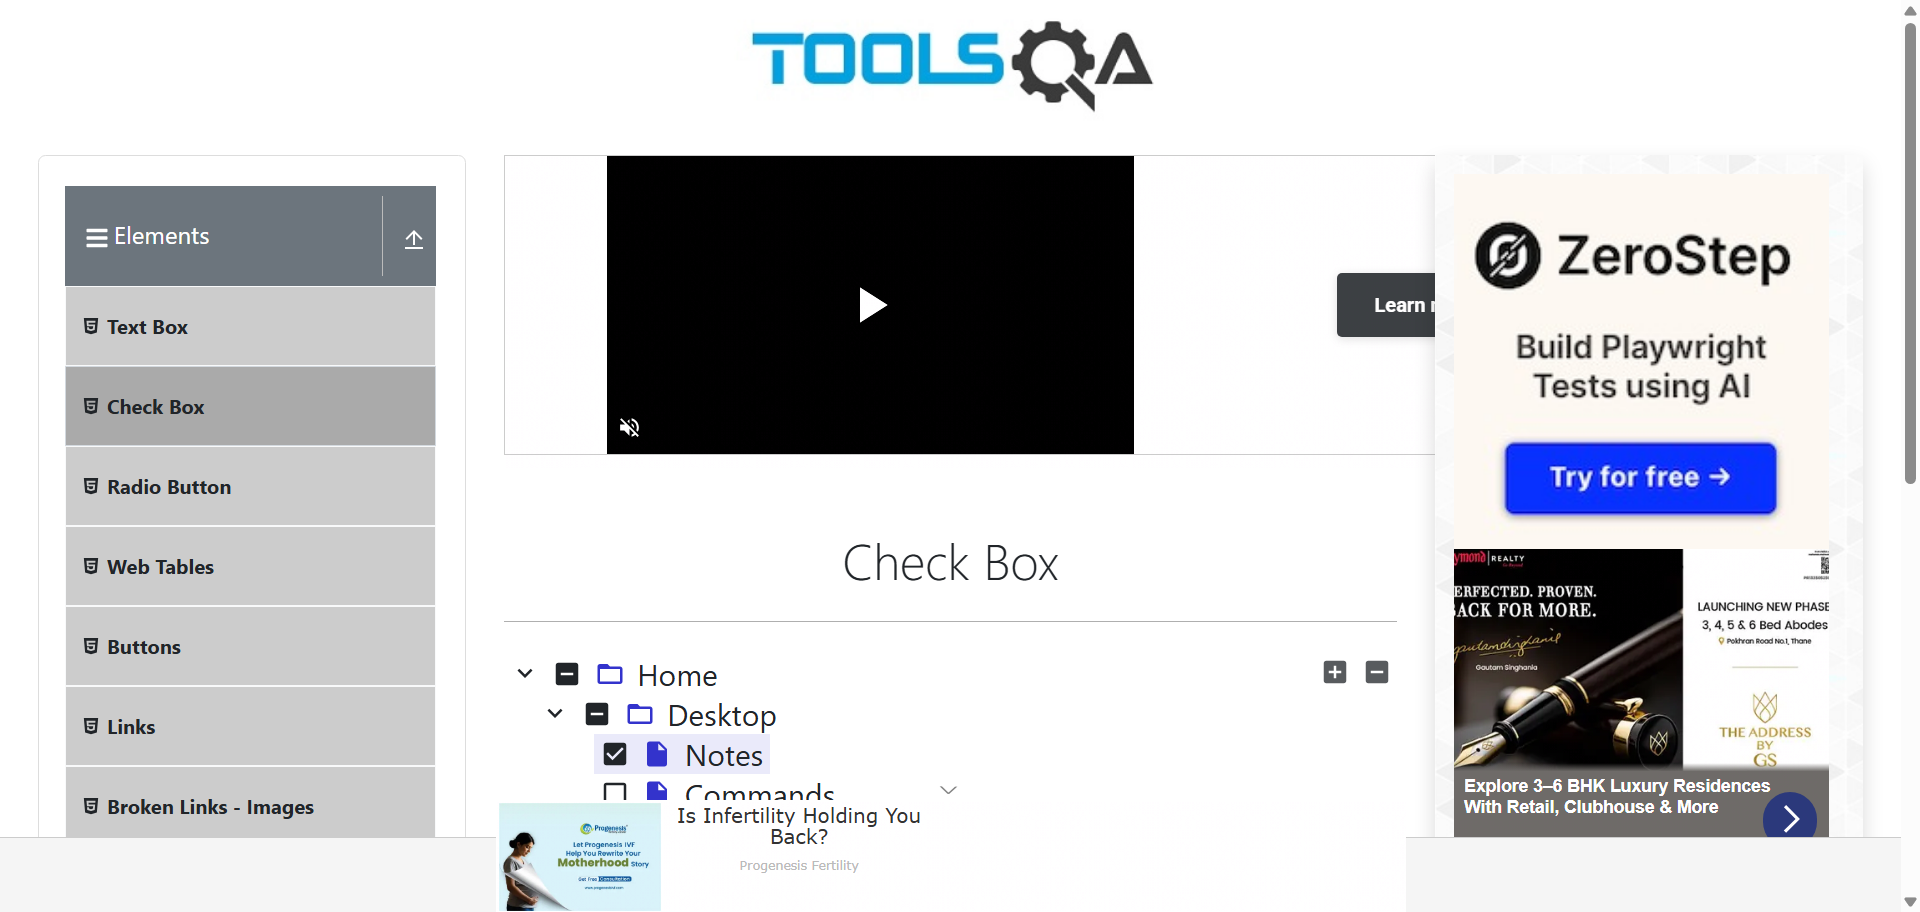 TOOLSQA
Elements
Text Box
Check Box
Radio Button
Web Tables
Buttons
Links
Broken Links - Images
Learn
Check Box
Home
Desktop
Notes
Commands
Progenesis
Let Progenesis IVF
Help You Rewrite Your
Motherhood Story
Get Free Consultation
www.progenesisivf.com
Is Infertility Holding You
Back?
Progenesis Fertility
ZeroStep
Build Playwright
Tests using AI
Try for free →
ymond REALTY
ERFECTED. PROVEN.
ACK FOR MORE.
Gautam Singhania
LAUNCHING NEW PHASE
3, 4, 5 & 6 Bed Abodes
Pokhran Road No.1, Thane
THE ADDRESS
BY
GS
Explore 3–6 BHK Luxury Residences
With Retail, Clubhouse & More